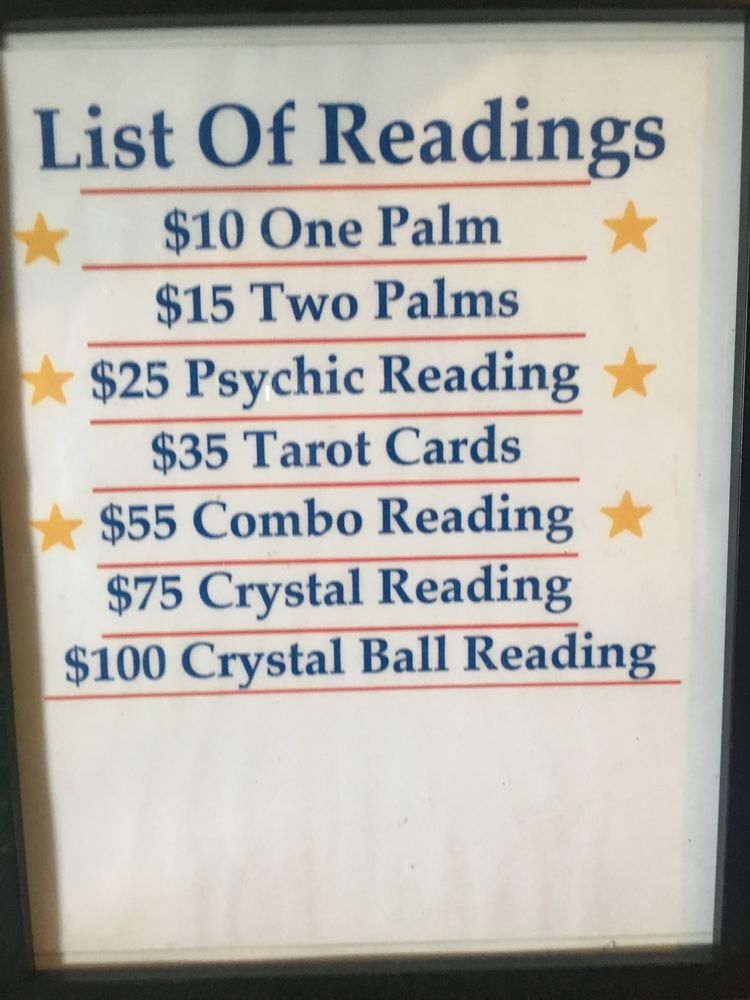 List Of Readings
$10 One Palm
$15 Two Palms
$25 Psychic Reading
$35 Tarot Cards
$55 Combo Reading
$75 Crystal Reading
$100 Crystal Ball Reading